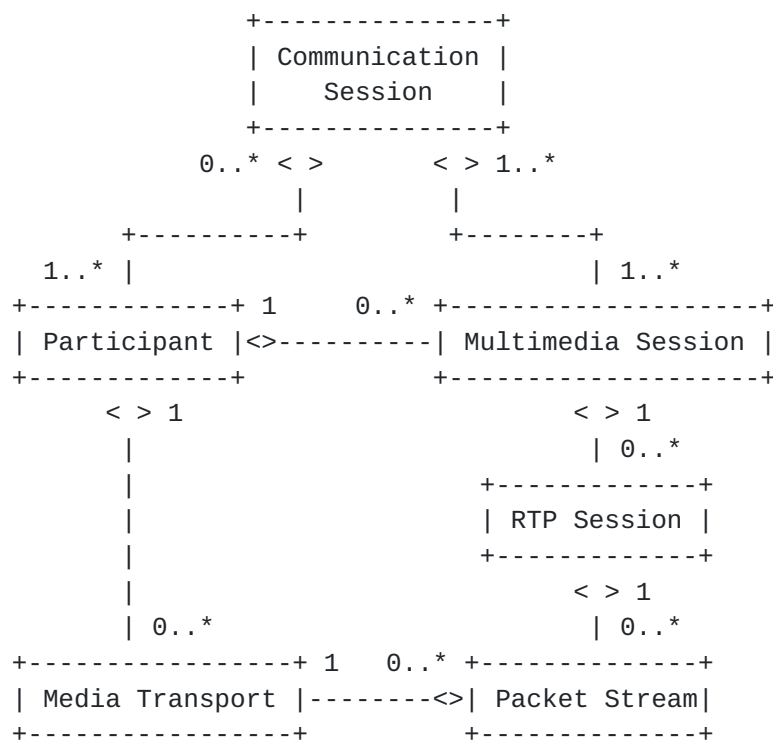 +---------------+
| Communication |
|    Session    |
+---------------+
0..* < >       < > 1..*
|         |
+----------+         +--------+
1..* |                             | 1..*
+-------------+ 1     0..* +--------------------+
| Participant |<>----------| Multimedia Session |
+-------------+            +--------------------+
< > 1                         < > 1
|                             | 0..*
|                      +-------------+
|                      | RTP Session |
|                      +-------------+
|                             < > 1
| 0..*                        | 0..*
+-----------------+ 1   0..* +--------------+
| Media Transport |--------<>| Packet Stream|
+-----------------+          +--------------+